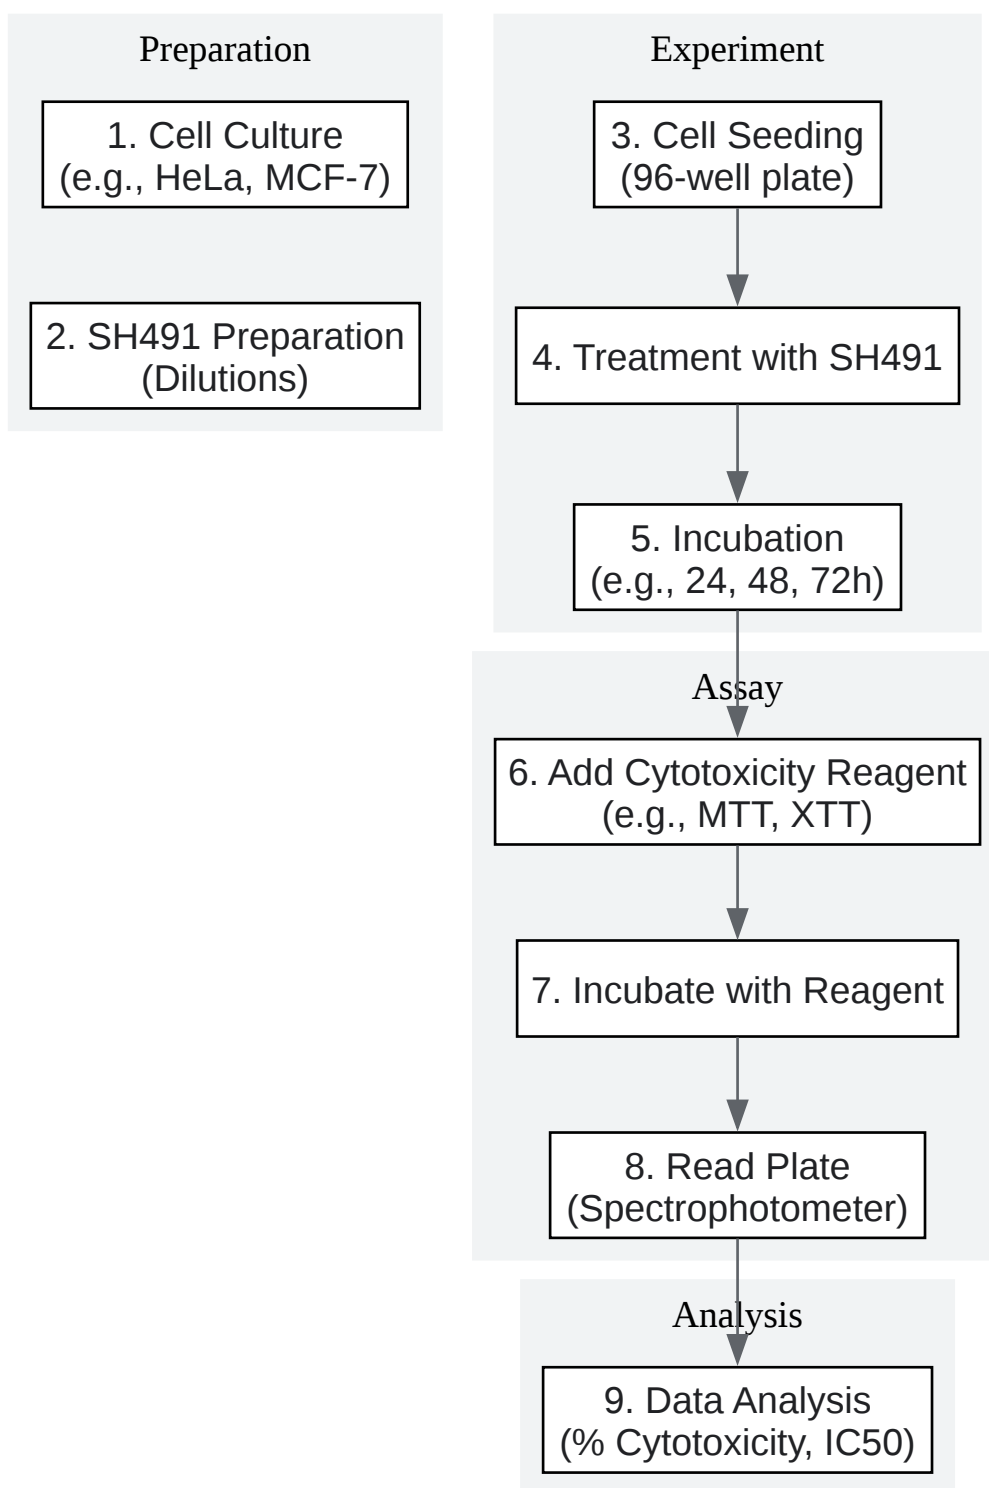 Preparation
1. Cell Culture
(e.g., HeLa, MCF-7)
2. SH491 Preparation
(Dilutions)
Experiment
3. Cell Seeding
(96-well plate)
4. Treatment with SH491
5. Incubation
(e.g., 24, 48, 72h)
Assay
6. Add Cytotoxicity Reagent
(e.g., MTT, XTT)
7. Incubate with Reagent
8. Read Plate
(Spectrophotometer)
Analysis
9. Data Analysis
(% Cytotoxicity, IC50)